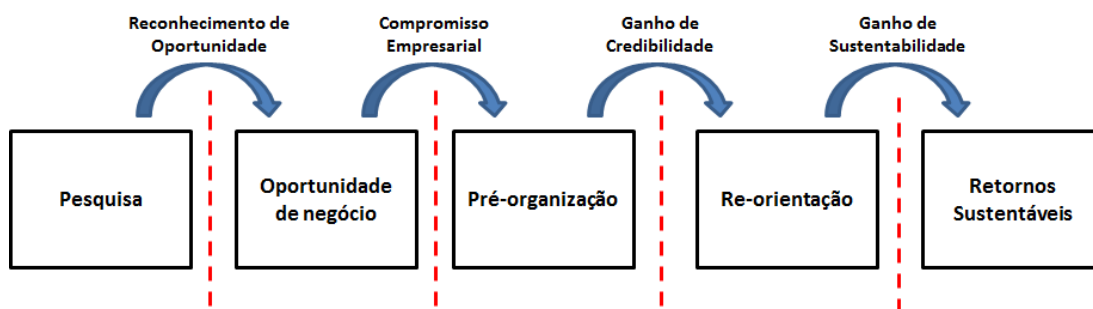 Reconhecimento de
Oportunidade
Compromisso
Empresarial
Ganho de
Credibilidade
Ganho de
Sustentabilidade
Pesquisa
Oportunidade
de negócio
Pré-organização
Re-orientação
Retornos
Sustentáveis